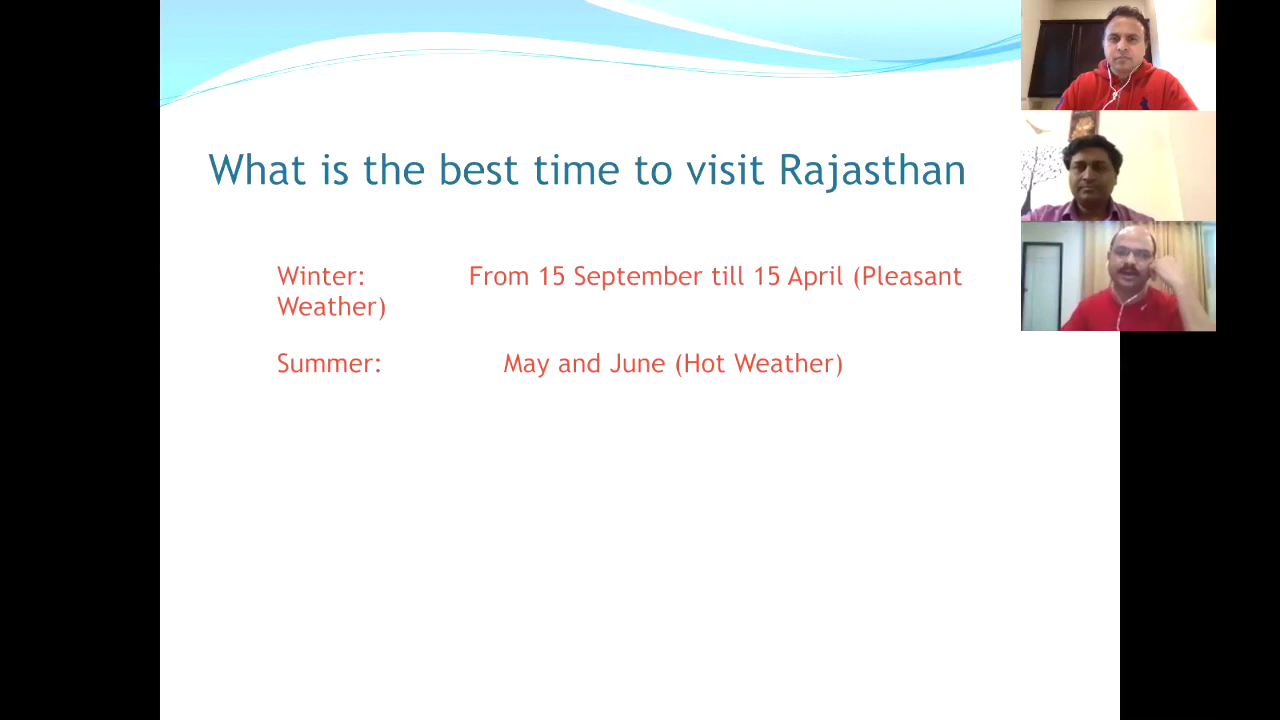 What is the best time to visit Rajasthan
Winter: From 15 September till 15 April (Pleasant
Weather)
Summer: May and June (Hot Weather)